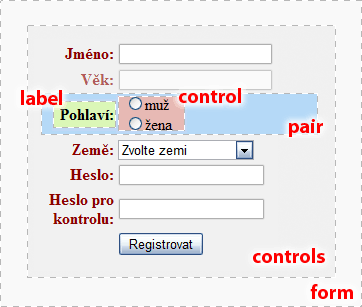 Jméno:
Věk:
label
control
Pohlaví:
muž
žena
pair
Země:
Zvolte zemi
Heslo:
Heslo pro
kontrolu:
Registrovat
controls
form